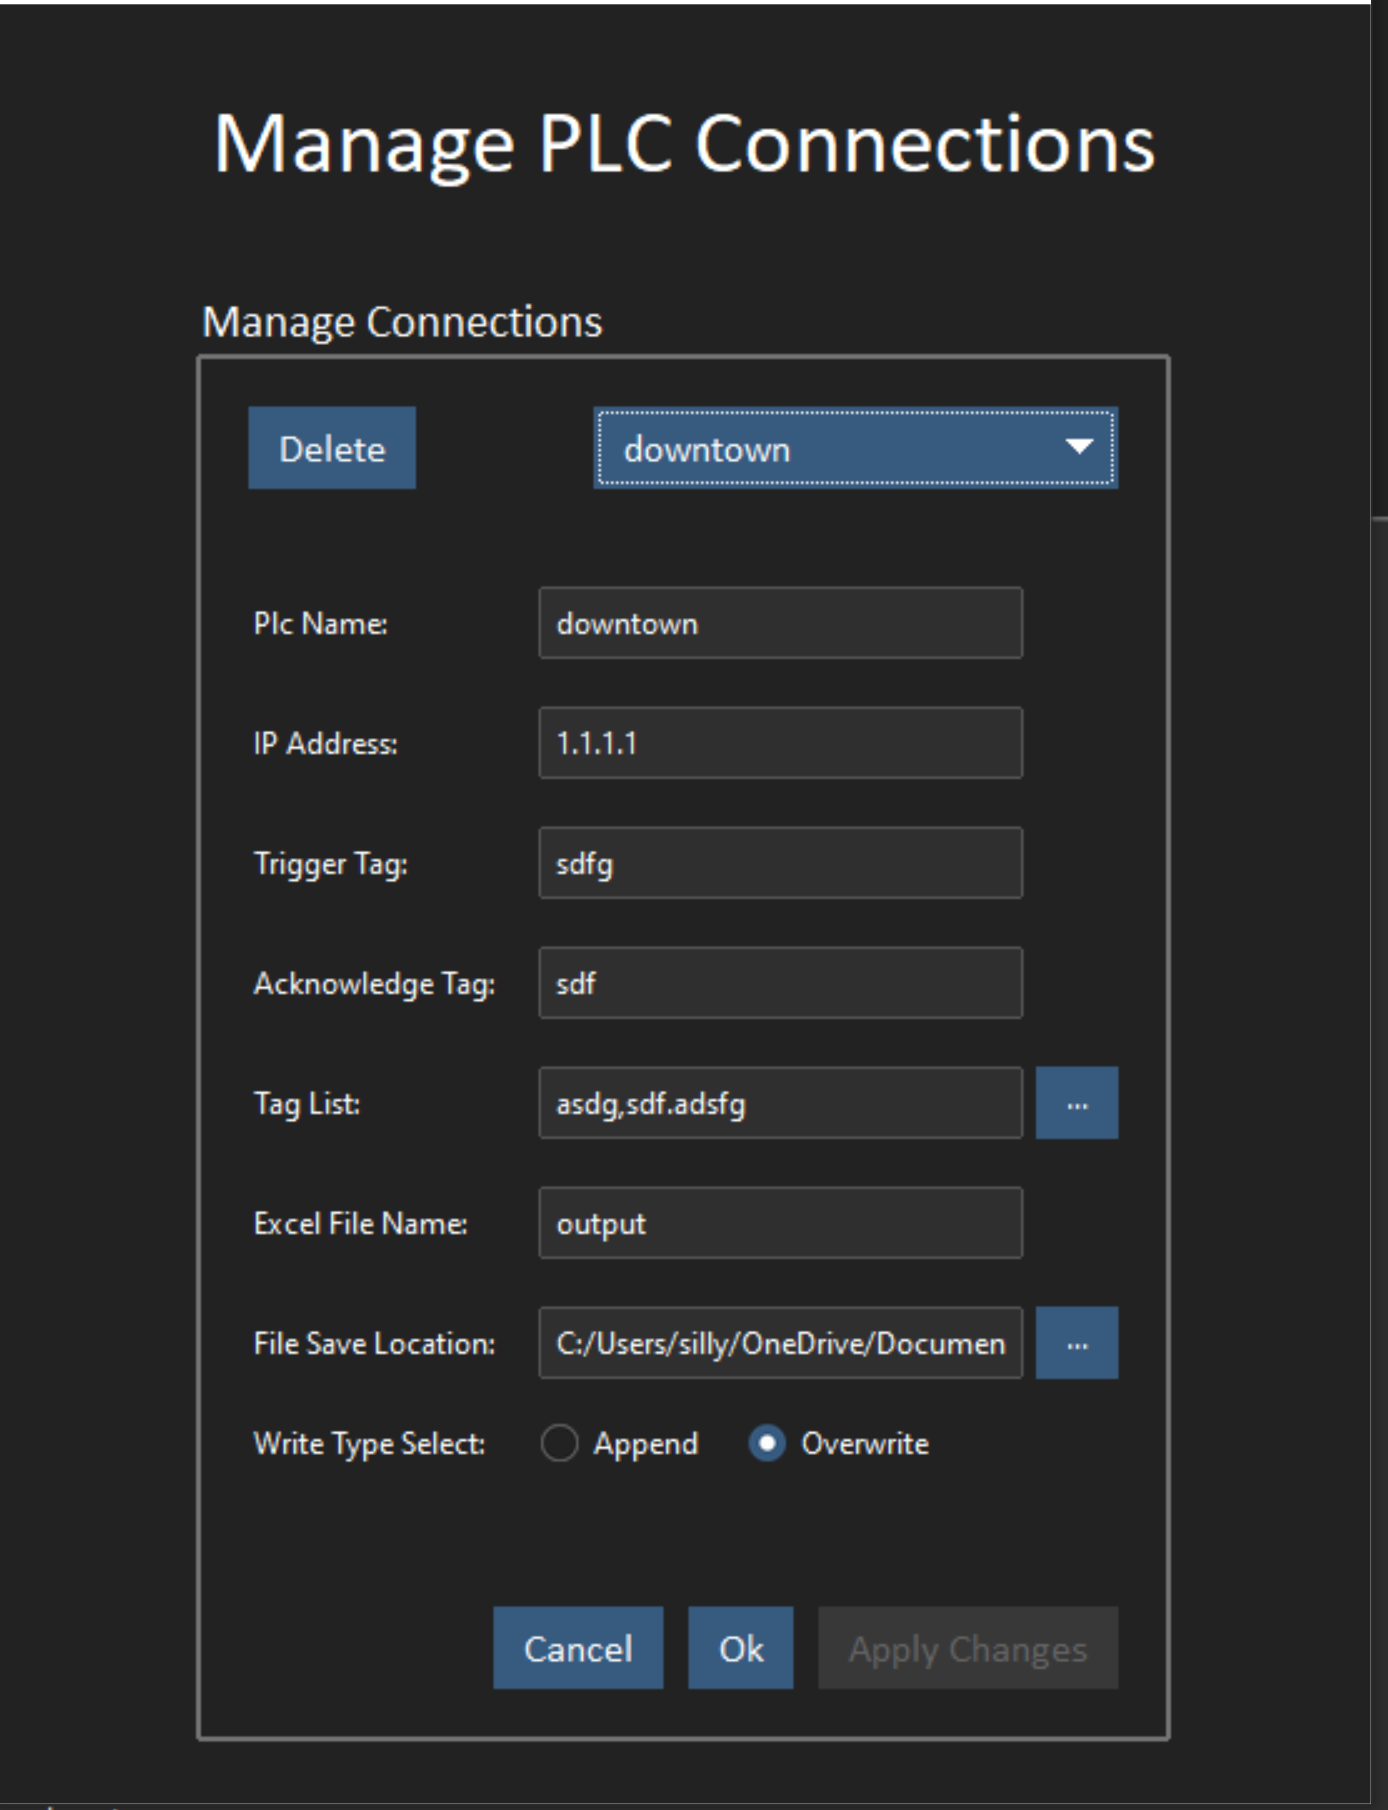 Manage PLC Connections
Manage Connections
Delete
downtown
Plc Name: downtown
IP Address: 1.1.1.1
Trigger Tag: sdfg
Acknowledge Tag: sdf
Tag List: asdg,sdf.adsfg ...
Excel File Name: output
File Save Location: C:/Users/silly/OneDrive/Documen ...
Write Type Select: Append Overwrite
Cancel Ok Apply Changes